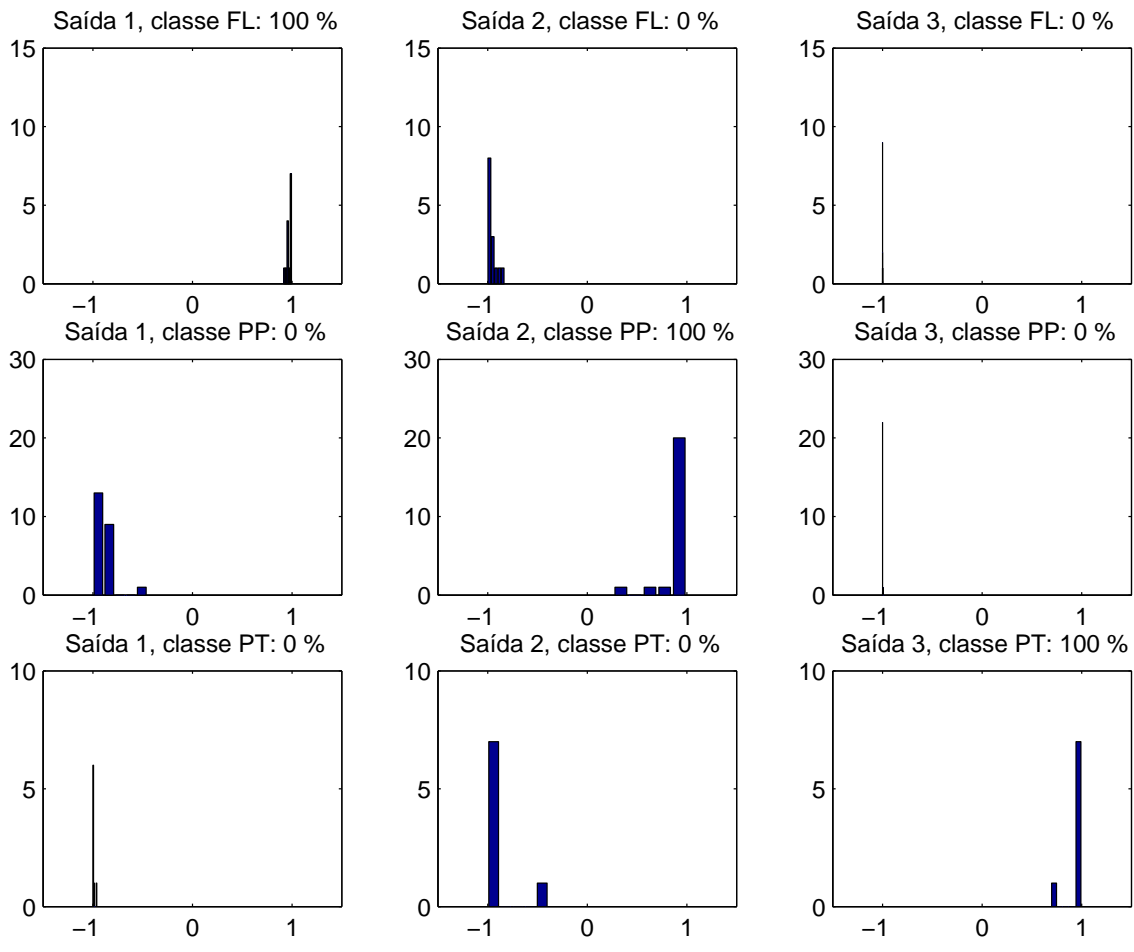 Saída 1, classe FL: 100 %
Saída 2, classe FL: 0 %
Saída 3, classe FL: 0 %
15
10
5
0
−1 0 1
15
10
5
0
−1 0 1
15
10
5
0
−1 0 1
Saída 1, classe PP: 0 %
Saída 2, classe PP: 100 %
Saída 3, classe PP: 0 %
30
20
10
0
−1 0 1
30
20
10
0
−1 0 1
30
20
10
0
−1 0 1
Saída 1, classe PT: 0 %
Saída 2, classe PT: 0 %
Saída 3, classe PT: 100 %
10
5
0
−1 0 1
10
5
0
−1 0 1
10
5
0
−1 0 1